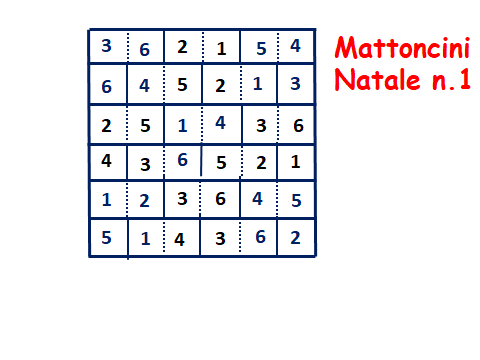 3 6 2 1 5 4
6 4 5 2 1 3
2 5 1 4 3 6
4 3 6 5 2 1
1 2 3 6 4 5
5 1 4 3 6 2
Mattoncini
Natale n.1